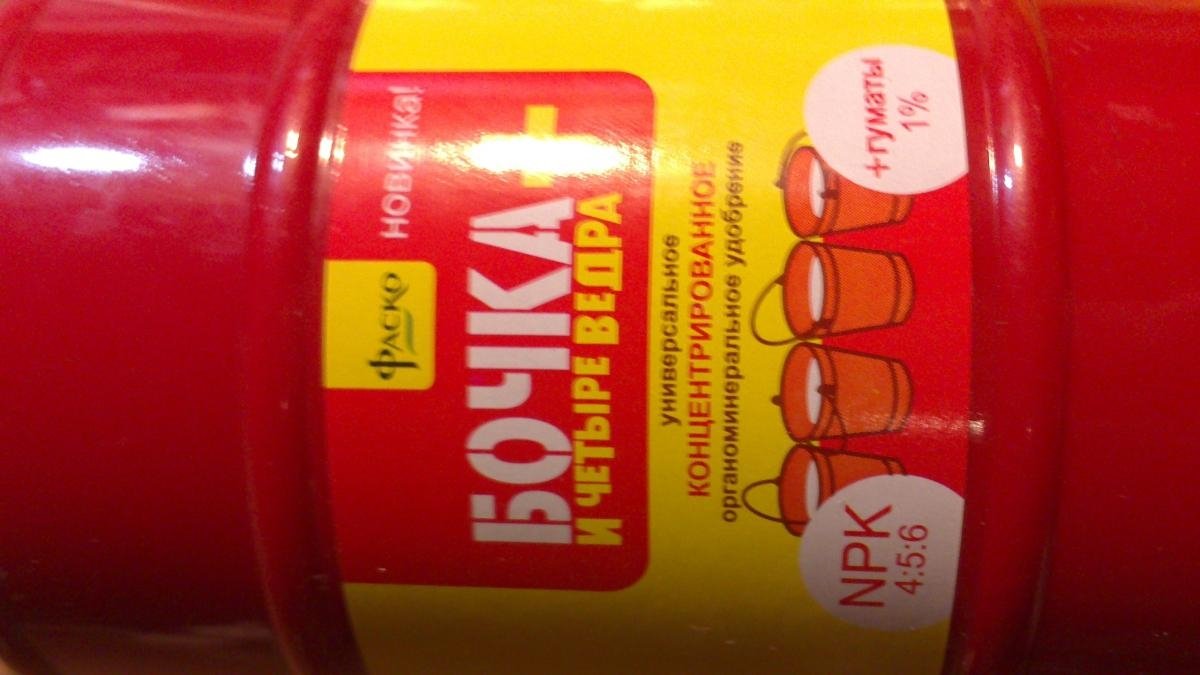 ФАСКО
НОВИНКА!
БОЧКА –
И ЧЕТЫРЕ ВЕДРА
универсальное
КОНЦЕНТРИРОВАННОЕ
органоминеральное удобрение
NPK
4:5:6
+гуматы
1%